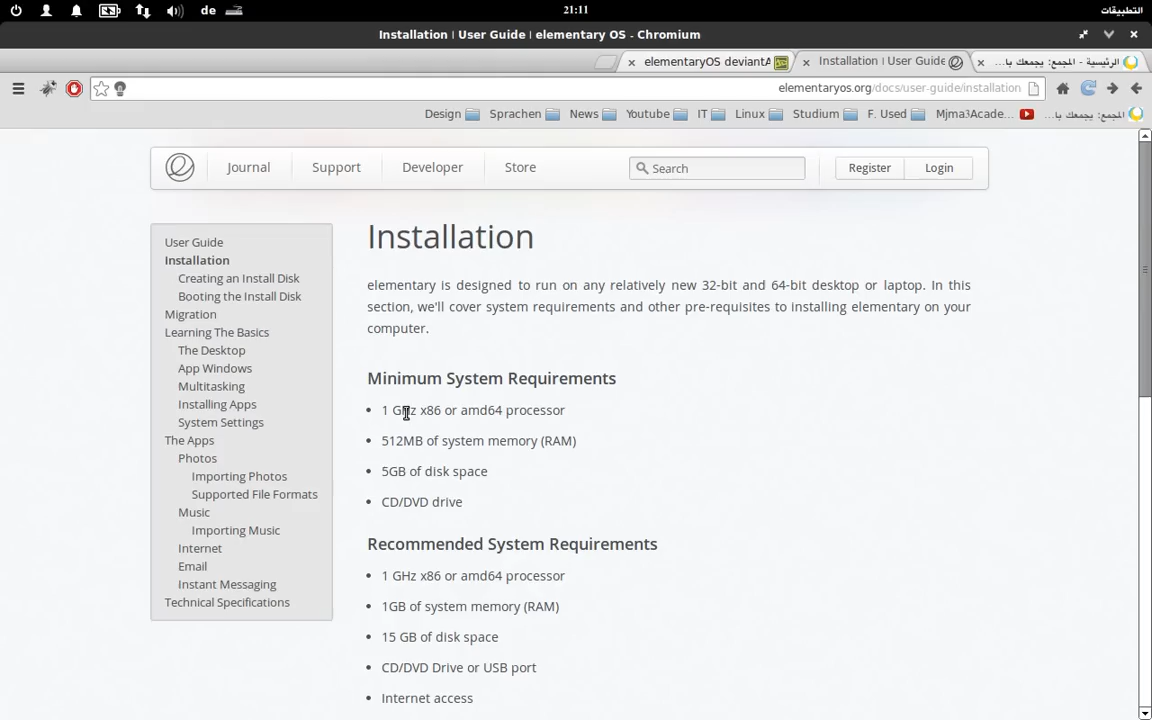 de
21:11
التطبيقات
Installation | User Guide | elementary OS - Chromium
elementaryOS deviantA
Installation | User Guide
الرئيسية - المجمع: يجمعك با...
elementaryos.org/docs/user-guide/installation
Design
Sprachen
News
Youtube
IT
Linux
Studium
F. Used
Mjma3Acade...
المجمع: يجمعك با...
Journal
Support
Developer
Store
Search
Register
Login
User Guide
Installation
Creating an Install Disk
Booting the Install Disk
Migration
Learning The Basics
The Desktop
App Windows
Multitasking
Installing Apps
System Settings
The Apps
Photos
Importing Photos
Supported File Formats
Music
Importing Music
Internet
Email
Instant Messaging
Technical Specifications
Installation
elementary is designed to run on any relatively new 32-bit and 64-bit desktop or laptop. In this
section, we'll cover system requirements and other pre-requisites to installing elementary on your
computer.
Minimum System Requirements
1 GHz x86 or amd64 processor
512MB of system memory (RAM)
5GB of disk space
CD/DVD drive
Recommended System Requirements
1 GHz x86 or amd64 processor
1GB of system memory (RAM)
15 GB of disk space
CD/DVD Drive or USB port
Internet access